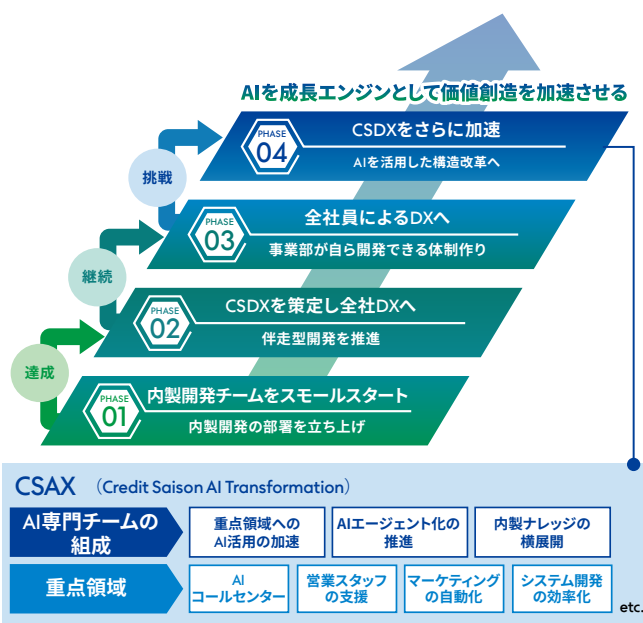 AIを成長エンジンとして価値創造を加速させる
PHASE
04
CSDXをさらに加速
AIを活用した構造改革へ
挑戦
PHASE
03
全社員によるDXへ
事業部が自ら開発できる体制作り
継続
PHASE
02
CSDXを策定し全社DXへ
伴走型開発を推進
達成
PHASE
01
内製開発チームをスモールスタート
内製開発の部署を立ち上げ
CSAX (Credit Saison AI Transformation)
AI専門チームの
組成
重点領域への
AI活用の加速
AIエージェント化の
推進
内製ナレッジの
横展開
重点領域
AI
コールセンター
営業スタッフ
の支援
マーケティング
の自動化
システム開発
の効率化
etc.